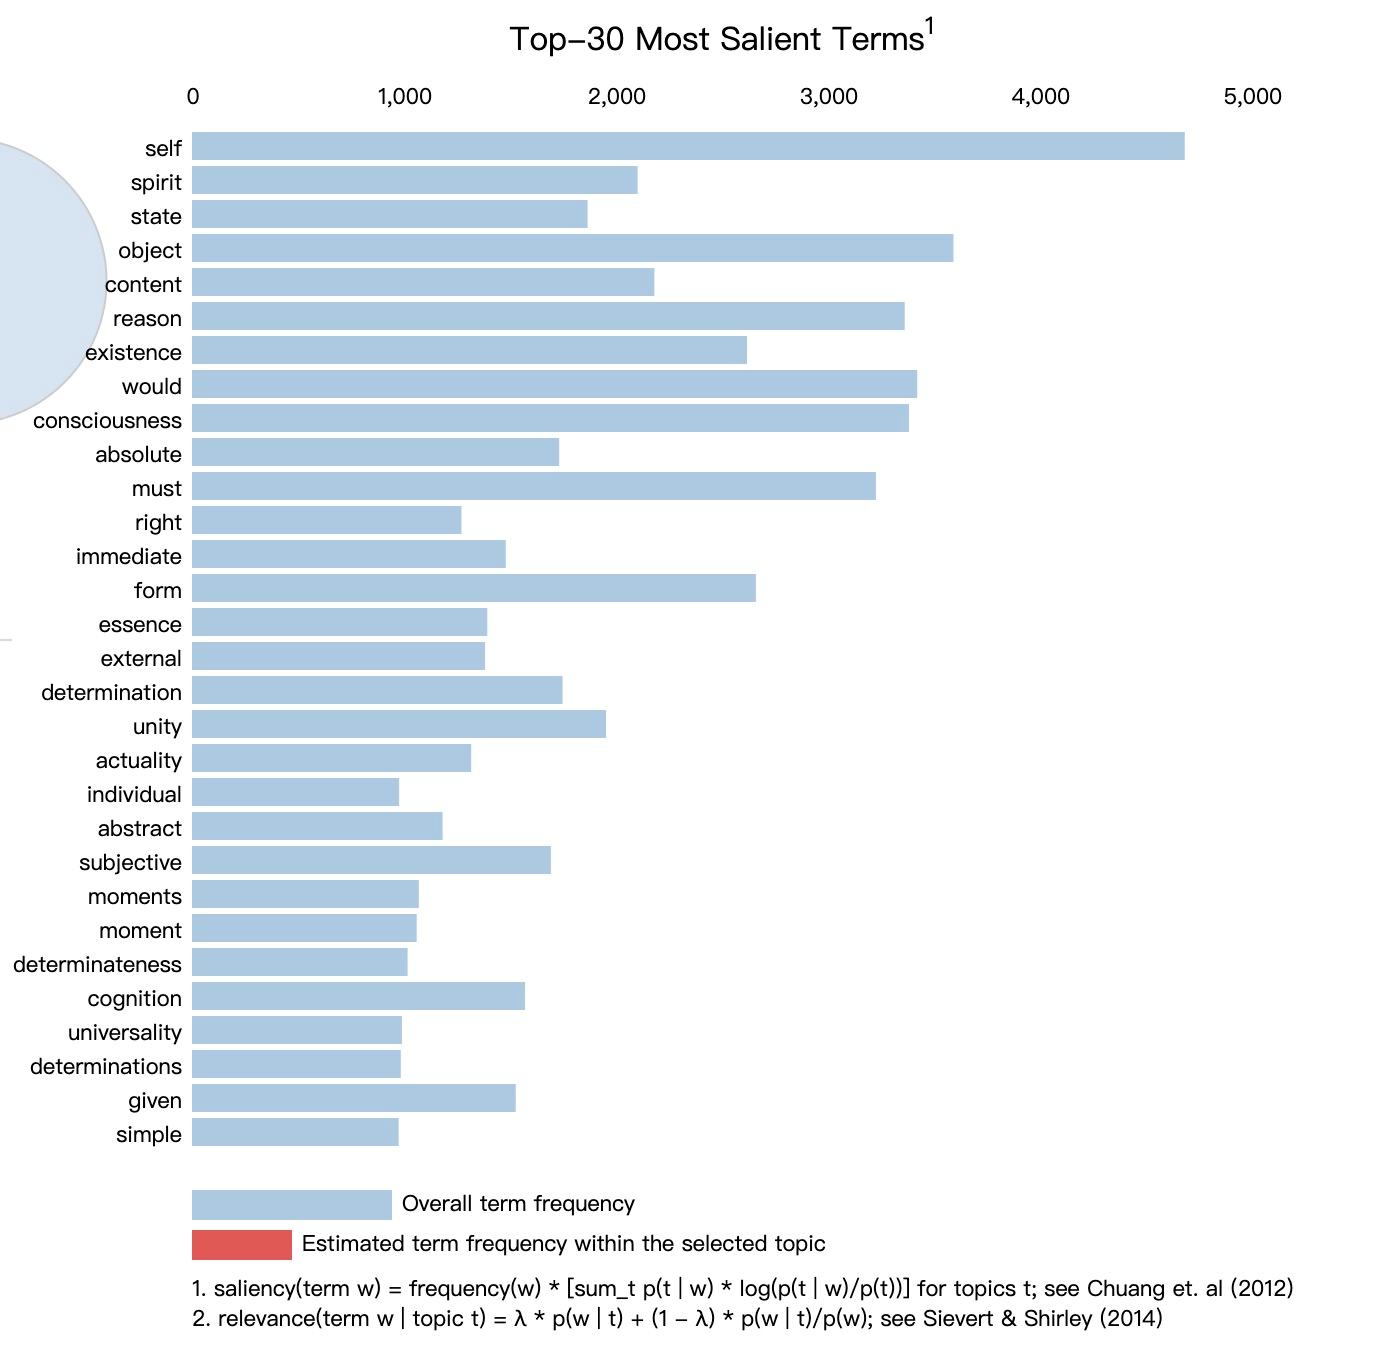 Top–30 Most Salient Terms1
0 1,000 2,000 3,000 4,000 5,000
self
spirit
state
object
content
reason
existence
would
consciousness
absolute
must
right
immediate
form
essence
external
determination
unity
actuality
individual
abstract
subjective
moments
moment
determinateness
cognition
universality
determinations
given
simple
Overall term frequency
Estimated term frequency within the selected topic
1. saliency(term w) = frequency(w) * [sum_t p(t | w) * log(p(t | w)/p(t))] for topics t; see Chuang et. al (2012)
2. relevance(term w | topic t) = λ * p(w | t) + (1 – λ) * p(w | t)/p(w); see Sievert & Shirley (2014)